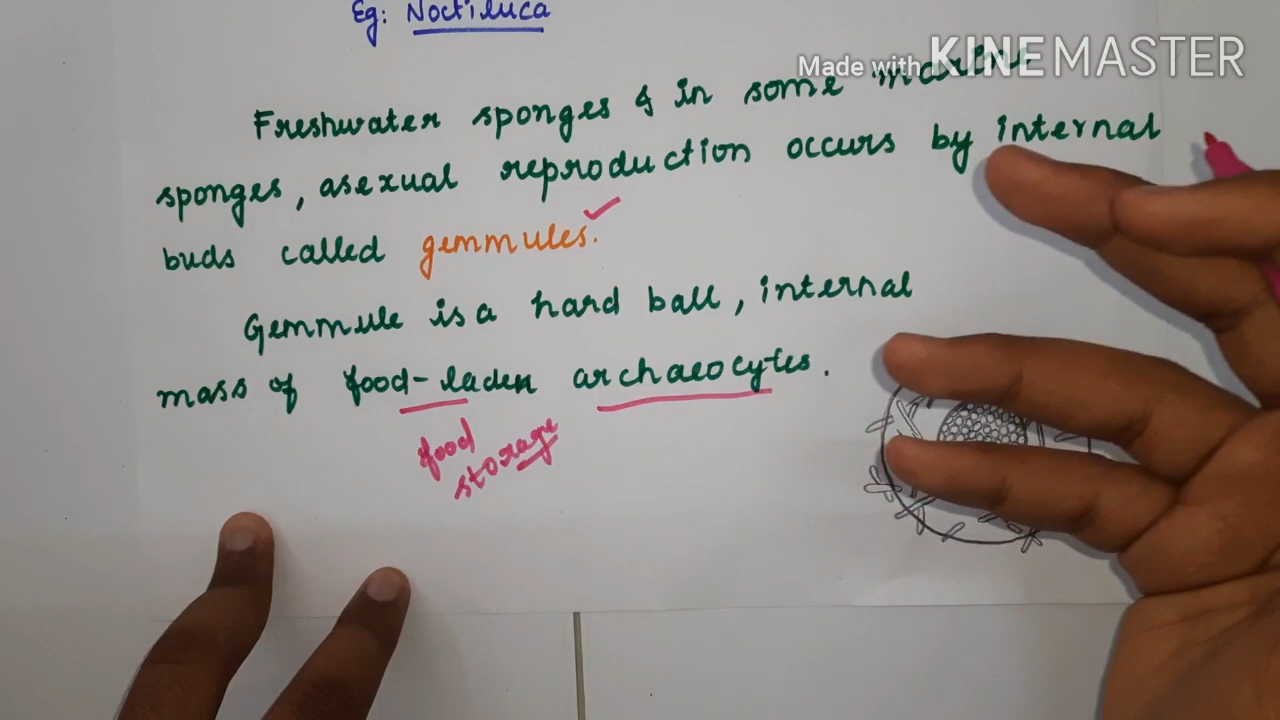 Eg: Noctiluca
Made with KINEMASTER
Freshwater sponges & in some marine
sponges, asexual reproduction occurs by internal
buds called gemmules.
Gemmule is a hard ball, internal
mass of food-laden archaeocytes.
food
storage